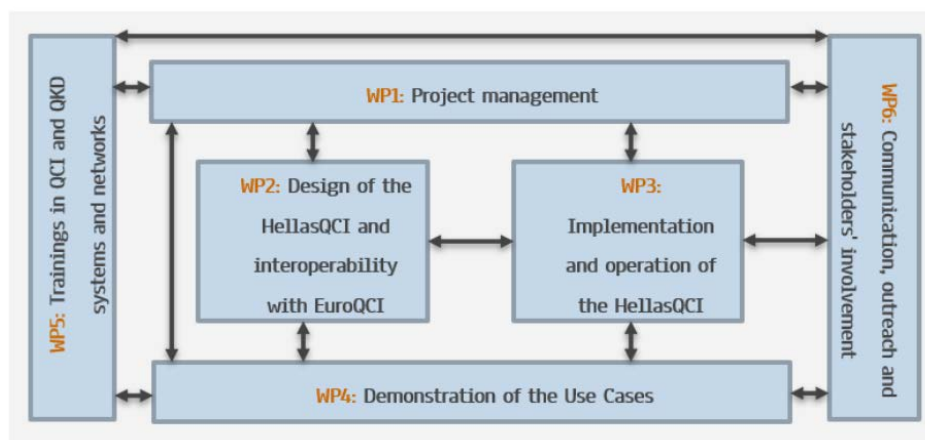 WP5: Trainings in QCI and QKD
systems and networks
WP1: Project management
WP2: Design of the
HellasQCI and
interoperability
with EuroQCI
WP3:
Implementation
and operation of
the HellasQCI
WP4: Demonstration of the Use Cases
WP6: Communication, outreach and
stakeholders' involvement